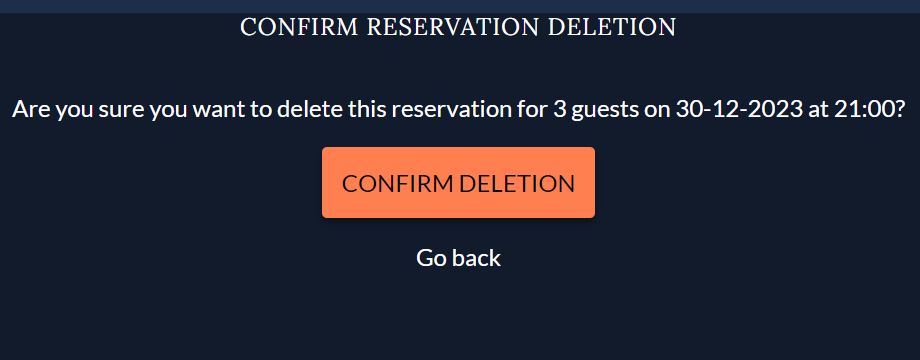 CONFIRM RESERVATION DELETION
Are you sure you want to delete this reservation for 3 guests on 30-12-2023 at 21:00?
CONFIRM DELETION
Go back